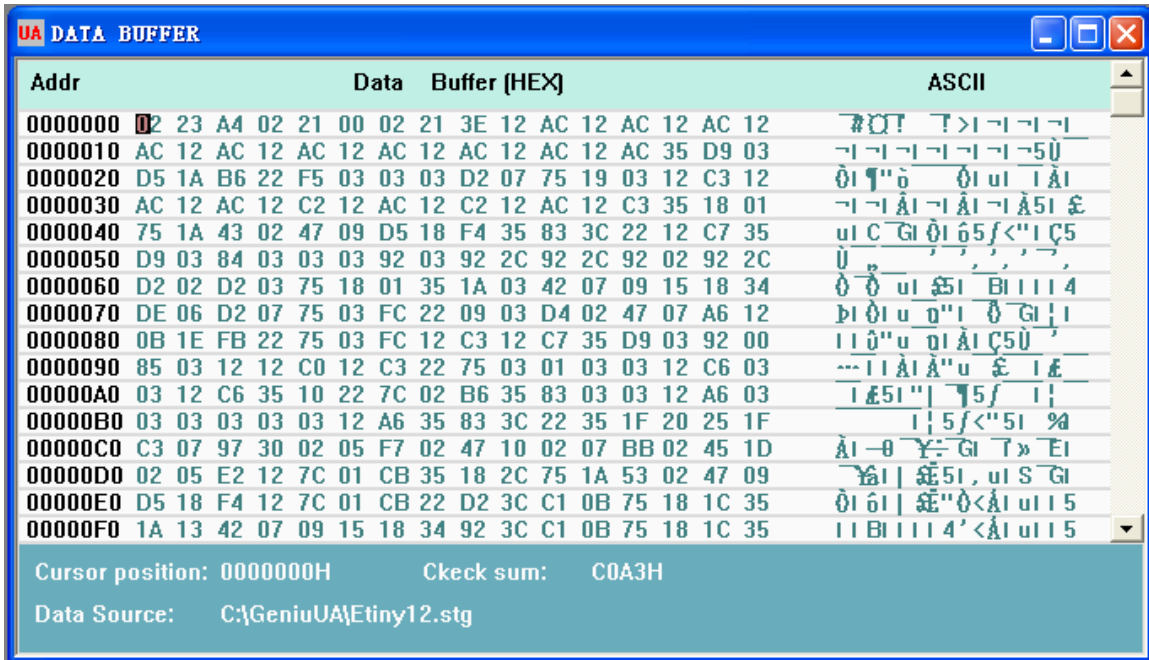 UA DATA BUFFER
Addr Data Buffer (HEX) ASCII
0000000 02 23 A4 02 21 00 02 21 3E 12 AC 12 AC 12 AC 12
0000010 AC 12 AC 12 AC 12 AC 12 AC 12 AC 12 AC 35 D9 03
0000020 D5 1A B6 22 F5 03 03 03 D2 07 75 19 03 12 C3 12
0000030 AC 12 AC 12 C2 12 AC 12 C2 12 AC 12 C3 35 18 01
0000040 75 1A 43 02 47 09 D5 18 F4 35 83 3C 22 12 C7 35
0000050 D9 03 84 03 03 03 92 03 92 2C 92 2C 92 02 92 2C
0000060 D2 02 D2 03 75 18 01 35 1A 03 42 07 09 15 18 34
0000070 DE 06 D2 07 75 03 FC 22 09 03 D4 02 47 07 A6 12
0000080 0B 1E FB 22 75 03 FC 12 C3 12 C7 35 D9 03 92 00
0000090 85 03 12 12 C0 12 C3 22 75 03 01 03 03 12 C6 03
00000A0 03 12 C6 35 10 22 7C 02 B6 35 83 03 03 12 A6 03
00000B0 03 03 03 03 03 12 A6 35 83 3C 22 35 1F 20 25 1F
00000C0 C3 07 97 30 02 05 F7 02 47 10 02 07 BB 02 45 1D
00000D0 02 05 E2 12 7C 01 CB 35 18 2C 75 1A 53 02 47 09
00000E0 D5 18 F4 12 7C 01 CB 22 D2 3C C1 0B 75 18 1C 35
00000F0 1A 13 42 07 09 15 18 34 92 3C C1 0B 75 18 1C 35
Cursor position: 0000000H Ckeck sum: C0A3H
Data Source: C:\GeniuUA\Etiny12.stg